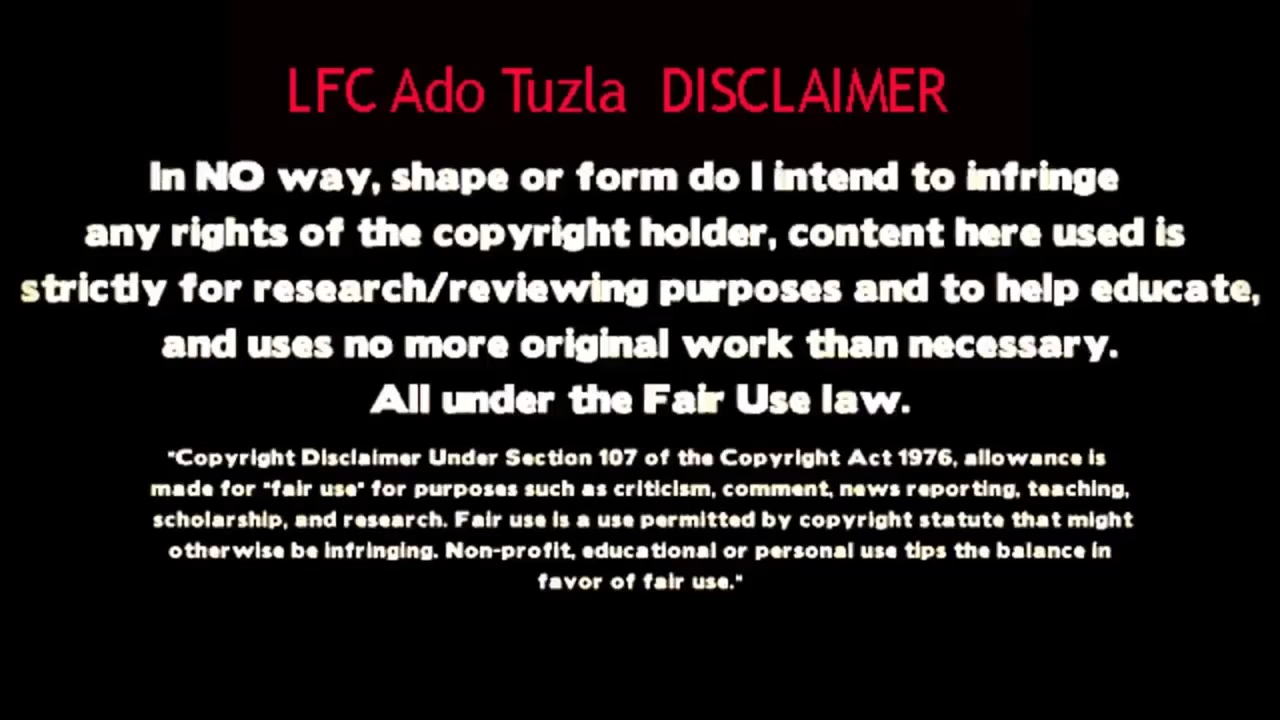 LFC Ado Tuzla DISCLAIMER
In NO way, shape or form do I intend to infringe
any rights of the copyright holder, content here used is
strictly for research/reviewing purposes and to help educate,
and uses no more original work than necessary.
All under the Fair Use law.
"Copyright Disclaimer Under Section 107 of the Copyright Act 1976, allowance is
made for "fair use" for purposes such as criticism, comment, news reporting, teaching,
scholarship, and research. Fair use is a use permitted by copyright statute that might
otherwise be infringing. Non-profit, educational or personal use tips the balance in
favor of fair use."